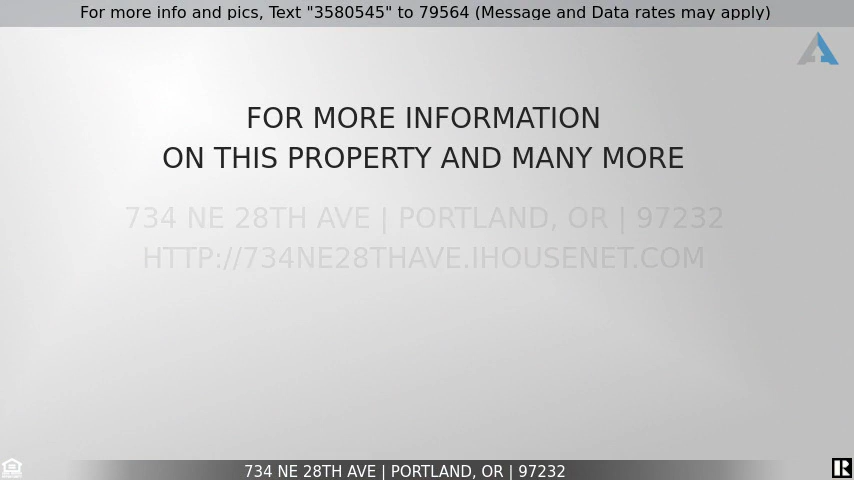 For more info and pics, Text "3580545" to 79564 (Message and Data rates may apply)
FOR MORE INFORMATION
ON THIS PROPERTY AND MANY MORE
734 NE 28TH AVE | PORTLAND, OR | 97232
HTTP://734NE28THAVE.IHOUSENET.COM
734 NE 28TH AVE | PORTLAND, OR | 97232